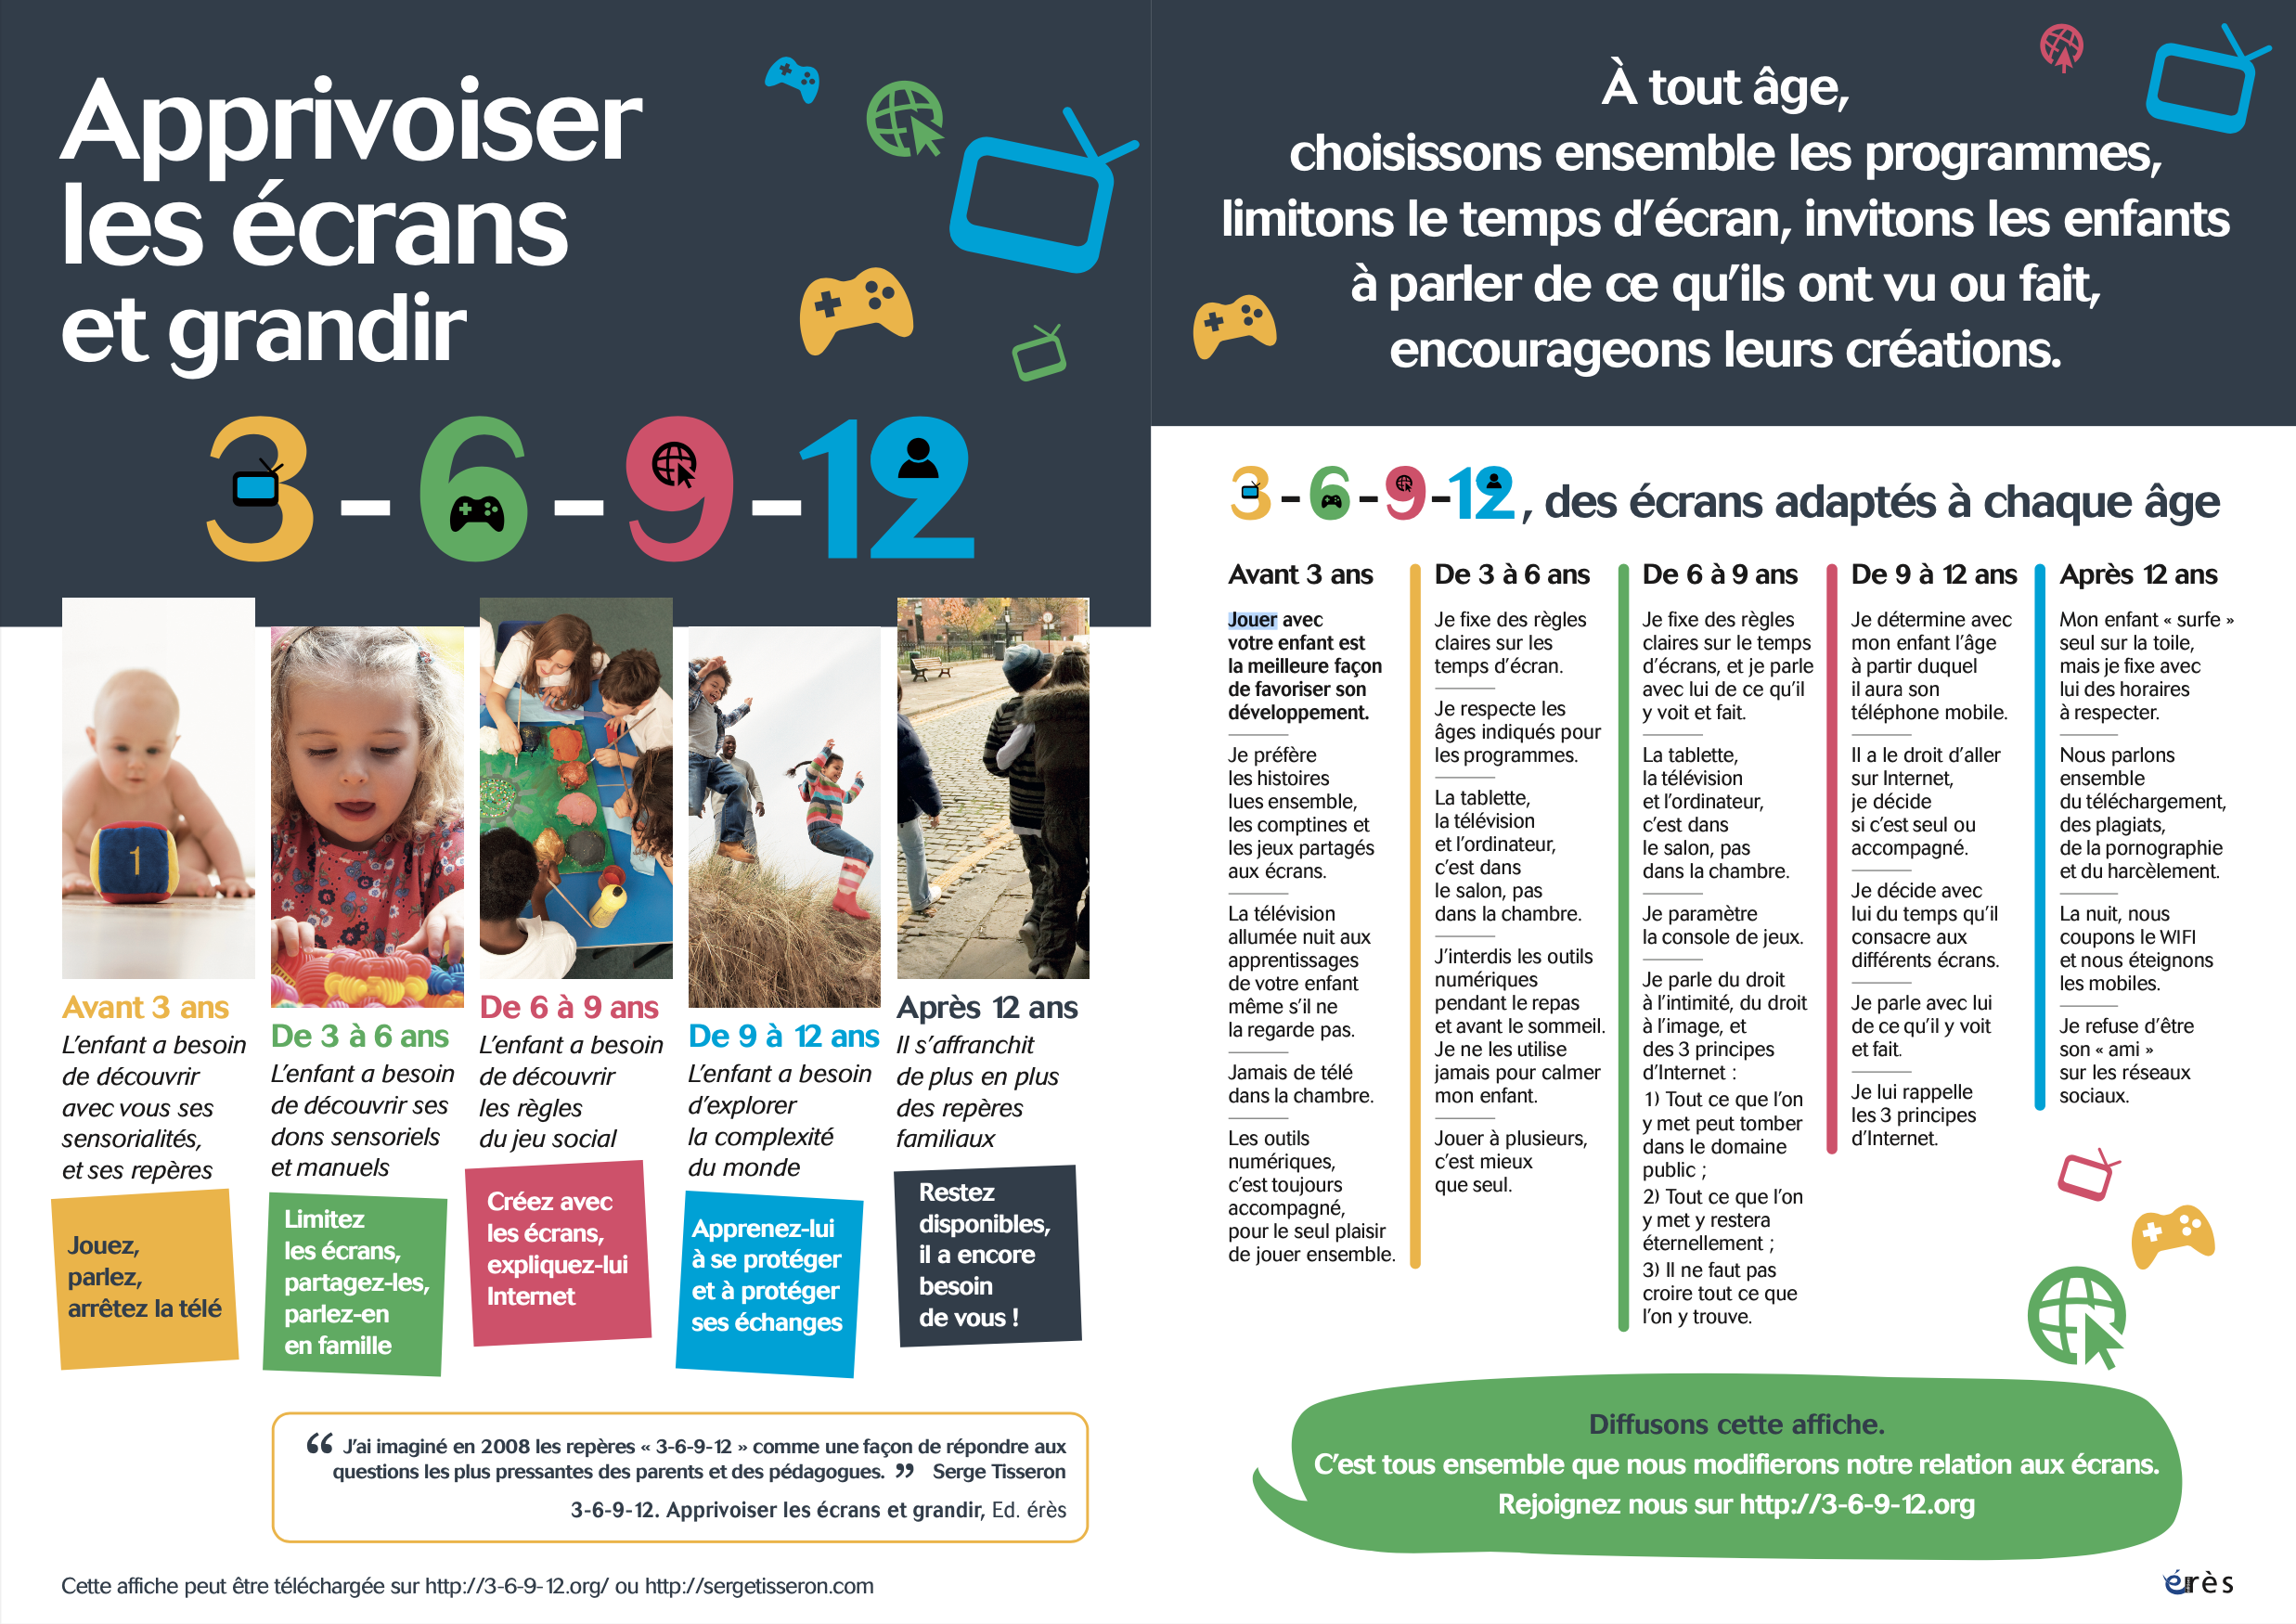 Apprivoiser
les écrans
et grandir
3-6-9-12
Avant 3 ans
L'enfant a besoin
de découvrir
avec vous ses
sensorialités,
et ses repères
Jouez,
parlez,
arrêtez la télé
1
De 3 à 6 ans
L'enfant a besoin
de découvrir ses
dons sensoriels
et manuels
Limitez
les écrans,
partagez-les,
parlez-en
en famille
De 6 à 9 ans
L'enfant a besoin
de découvrir
les règles
du jeu social
Créez avec
les écrans,
expliquez-lui
Internet
De 9 à 12 ans
L'enfant a besoin
d'explorer
la complexité
du monde
Apprenez-lui
à se protéger
et à protéger
ses échanges
Après 12 ans
Il s'affranchit
de plus en plus
des repères
familiaux
Restez
disponibles,
il a encore
besoin
de vous !
“ J'ai imaginé en 2008 les repères « 3-6-9-12 » comme une façon de répondre aux
questions les plus pressantes des parents et des pédagogues. ” Serge Tisseron
3-6-9-12. Apprivoiser les écrans et grandir, Ed. érès
Cette affiche peut être téléchargée sur http://3-6-9-12.org/ ou http://sergetisseron.com
À tout âge,
choisissons ensemble les programmes,
limitons le temps d'écran, invitons les enfants
à parler de ce qu'ils ont vu ou fait,
encourageons leurs créations.
3-6-9-12, des écrans adaptés à chaque âge
Avant 3 ans
Jouer avec
votre enfant est
la meilleure façon
de favoriser son
développement.
Je préfère
les histoires
lues ensemble,
les comptines et
les jeux partagés
aux écrans.
La télévision
allumée nuit aux
apprentissages
de votre enfant
même s'il ne
la regarde pas.
Jamais de télé
dans la chambre.
Les outils
numériques,
c'est toujours
accompagné,
pour le seul plaisir
de jouer ensemble.
De 3 à 6 ans
Je fixe des règles
claires sur les
temps d'écran.
Je respecte les
âges indiqués pour
les programmes.
La tablette,
la télévision
et l'ordinateur,
c'est dans
le salon, pas
dans la chambre.
J'interdis les outils
numériques
pendant le repas
et avant le sommeil.
Je ne les utilise
jamais pour calmer
mon enfant.
Jouer à plusieurs,
c'est mieux
que seul.
De 6 à 9 ans
Je fixe des règles
claires sur le temps
d'écrans, et je parle
avec lui de ce qu'il
y voit et fait.
La tablette,
la télévision
et l'ordinateur,
c'est dans
le salon, pas
dans la chambre.
Je paramètre
la console de jeux.
Je parle du droit
à l'intimité, du droit
à l'image, et
des 3 principes
d'Internet :
1) Tout ce que l'on
y met peut tomber
dans le domaine
public ;
2) Tout ce que l'on
y met y restera
éternellement ;
3) Il ne faut pas
croire tout ce que
l'on y trouve.
De 9 à 12 ans
Je détermine avec
mon enfant l'âge
à partir duquel
il aura son
téléphone mobile.
Il a le droit d'aller
sur Internet,
je décide
si c'est seul ou
accompagné.
Je décide avec
lui du temps qu'il
consacre aux
différents écrans.
Je parle avec lui
de ce qu'il y voit
et fait.
Je lui rappelle
les 3 principes
d'Internet.
Après 12 ans
Mon enfant « surfe »
seul sur la toile,
mais je fixe avec
lui des horaires
à respecter.
Nous parlons
ensemble
du téléchargement,
des plagiats,
de la pornographie
et du harcèlement.
La nuit, nous
coupons le WIFI
et nous éteignons
les mobiles.
Je refuse d'être
son « ami »
sur les réseaux
sociaux.
Diffusons cette affiche.
C'est tous ensemble que nous modifierons notre relation aux écrans.
Rejoignez nous sur http://3-6-9-12.org
érès